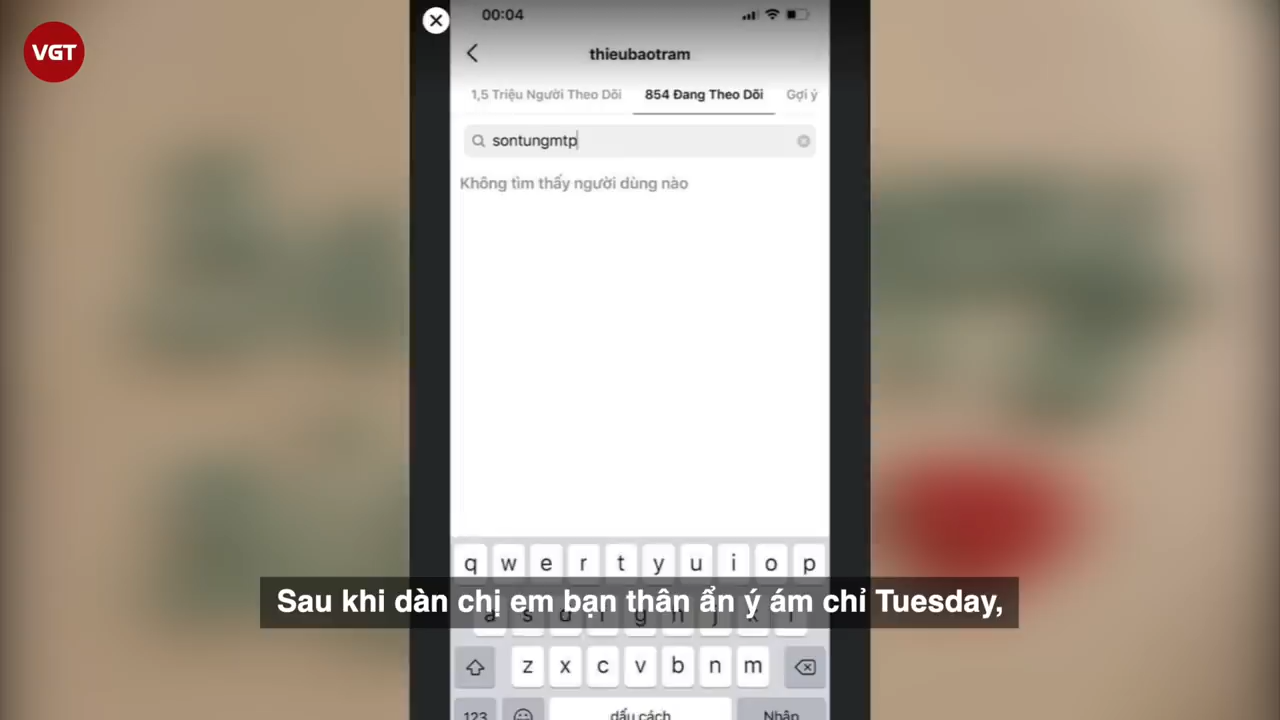 VGT
00:04
thieubaotram
1,5 Triệu Người Theo Dõi 854 Đang Theo Dõi Gợi ý
sontungmtp
Không tìm thấy người dùng nào
q w e r t y u i o p
Sau khi dàn chị em bạn thân ẩn ý ám chỉ Tuesday,
a s d f g h j k l
z x c v b n m
123 dấu cách Nhập